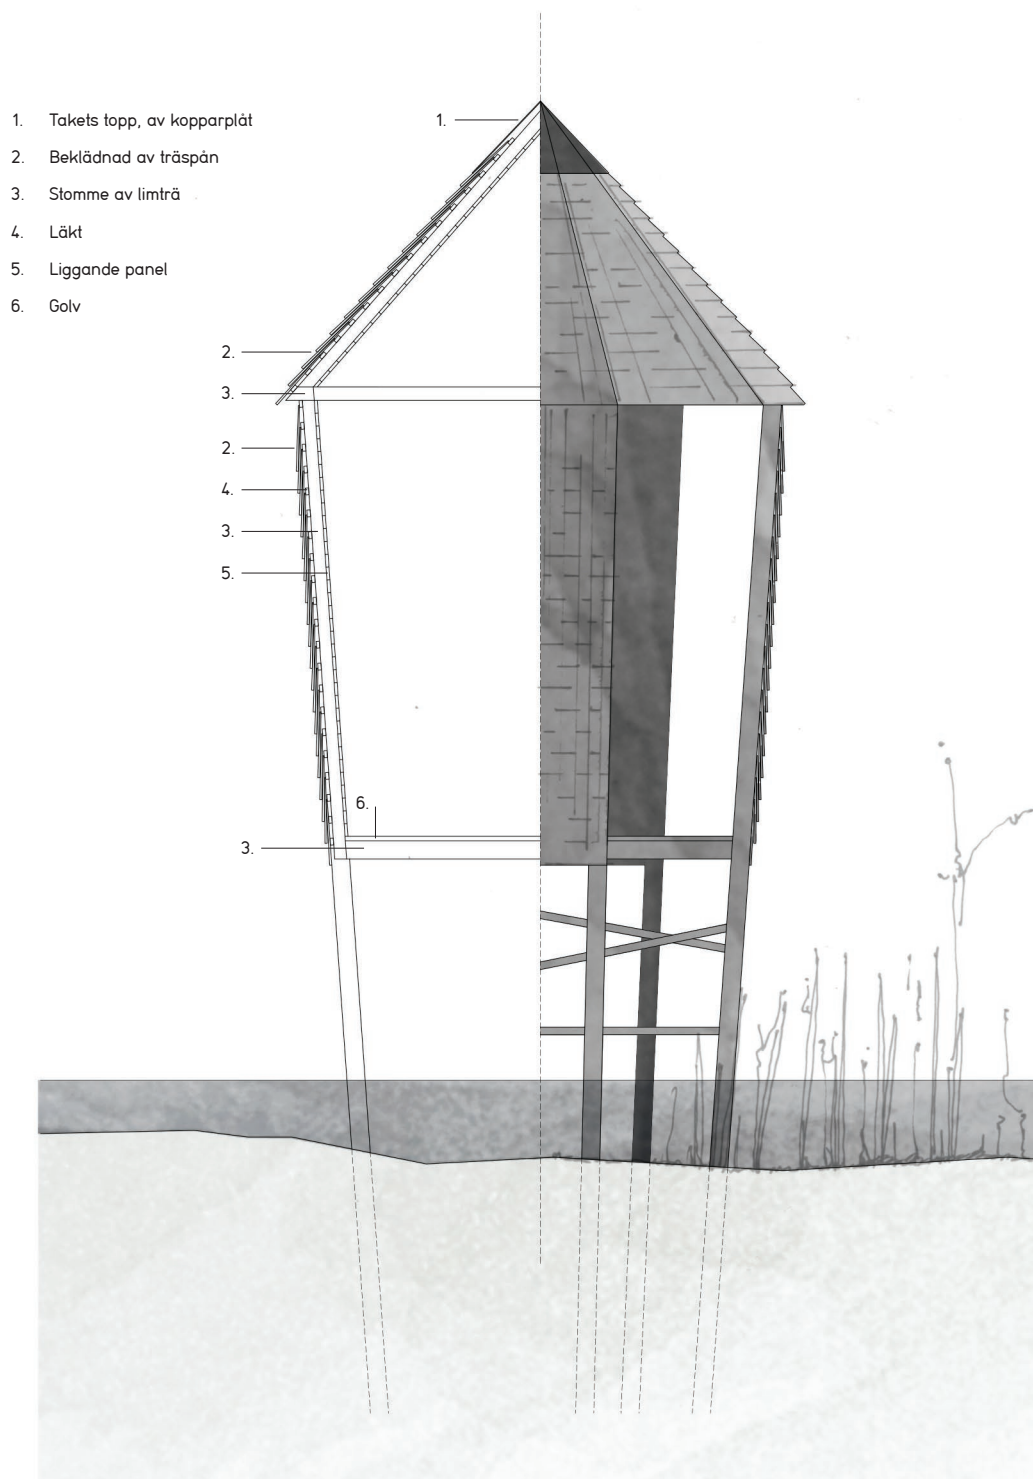 1. Takets topp, av kopparplåt
2. Beklädnad av träspån
3. Stomme av limträ
4. Läkt
5. Liggande panel
6. Golv
1.
2.
3.
2.
4.
3.
5.
6.
3.